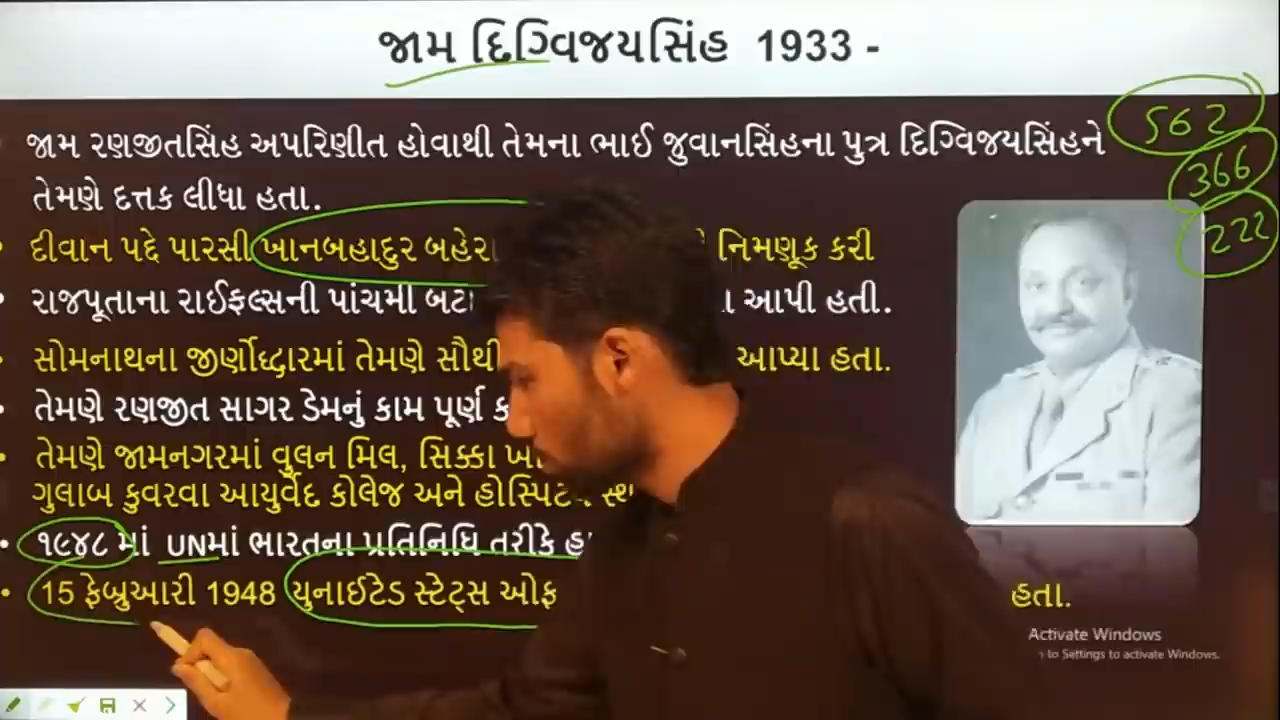 જામ દિગ્વિજયસિંહ 1933 -
562
જામ રણજીતસિંહ અપરિણીત હોવાથી તેમના ભાઈ જુવાનસિંહના પુત્ર દિગ્વિજયસિંહને
366
તેમણે દત્તક લીધા હતા.
222
• દીવાન પદે પારસી ખાનબહાદુર બહેરા નિમણૂક કરી
• રાજપૂતાના રાઈફલ્સની પાંચમી બટા આપી હતી.
• સોમનાથના જીર્ણોદ્ધારમાં તેમણે સૌથી આપ્યા હતા.
• તેમણે રણજીત સાગર ડેમનું કામ પૂર્ણ ક
• તેમણે જામનગરમાં વુલન મિલ, સિક્કા ખા
ગુલાબ કુવરવા આયુર્વેદ કોલેજ અને હોસ્પિટલ સ્થ
• ૧૯૪૮ માં UNમાં ભારતના પ્રતિનિધિ તરીકે હ
• 15 ફેબ્રુઆરી 1948 યુનાઈટેડ સ્ટેટ્સ ઓફ હતા.
Activate Windows
to Settings to activate Windows.